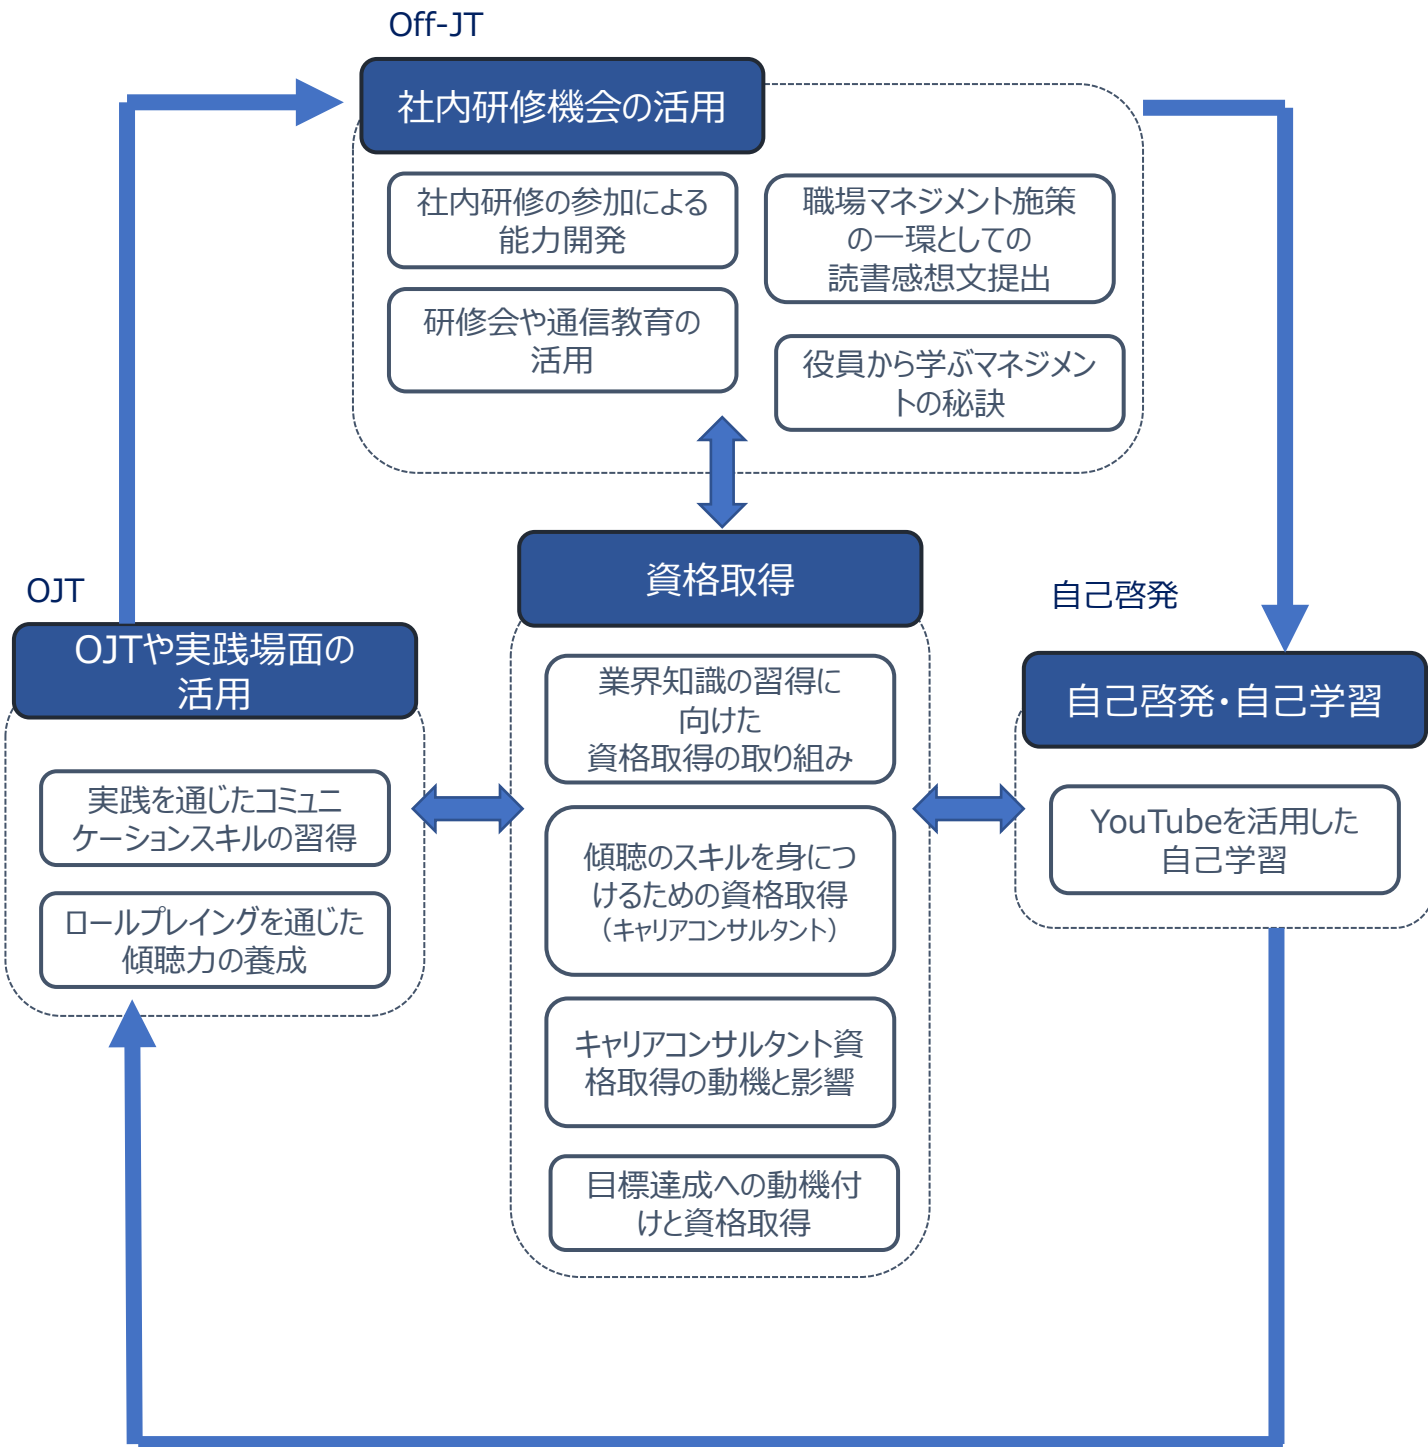 Off-JT
社内研修機会の活用
社内研修の参加による
能力開発
職場マネジメント施策
の一環としての
読書感想文提出
研修会や通信教育の
活用
役員から学ぶマネジメン
トの秘訣
OJT
OJTや実践場面の
活用
実践を通じたコミュニ
ケーションスキルの習得
ロールプレイングを通じた
傾聴力の養成
資格取得
業界知識の習得に
向けた
資格取得の取り組み
傾聴のスキルを身につ
けるための資格取得
（キャリアコンサルタント）
キャリアコンサルタント資
格取得の動機と影響
目標達成への動機付
けと資格取得
自己啓発
自己啓発・自己学習
YouTubeを活用した
自己学習